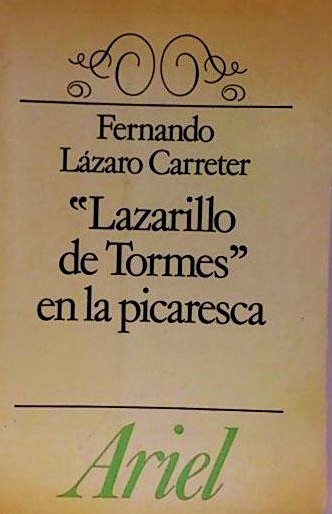 Fernando
Lázaro Carreter
“Lazarillo
de Tormes”
en la picaresca
Ariel